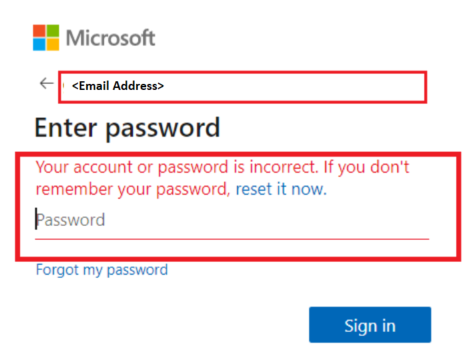 Microsoft
<Email Address>
Enter password
Your account or password is incorrect. If you don't
remember your password, reset it now.
Password
Forgot my password
Sign in